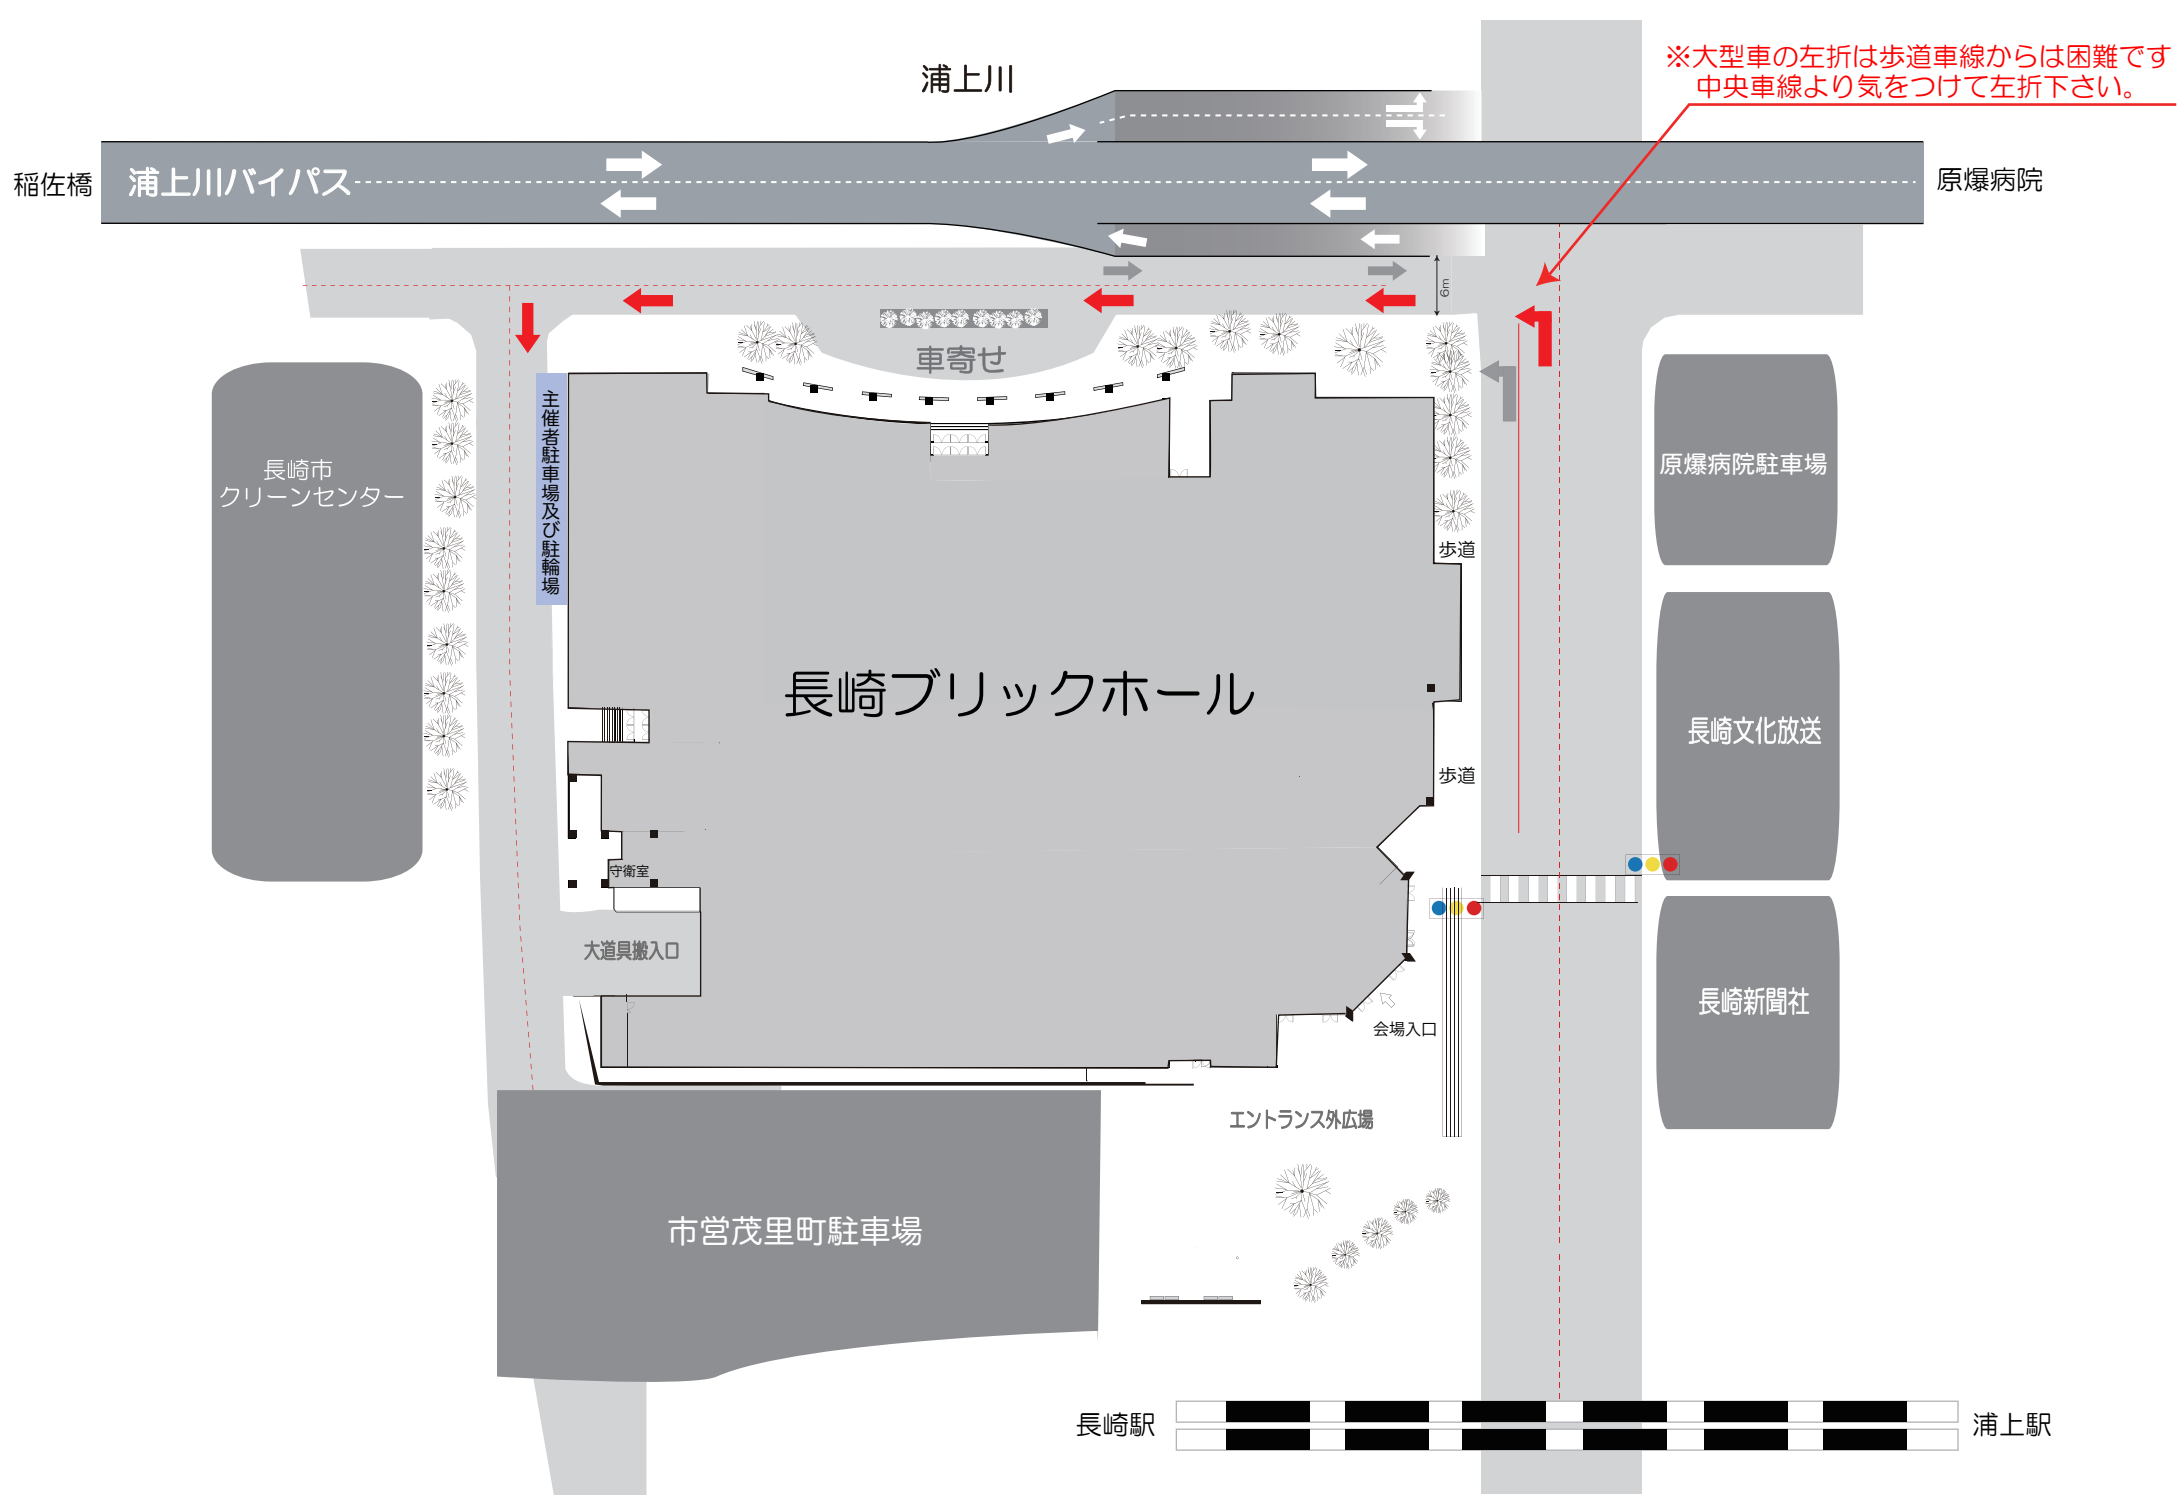 浦上川
※大型車の左折は歩道車線からは困難です
中央車線より気をつけて左折下さい。
稲佐橋
浦上川バイパス
原爆病院
6m
車寄せ
主催者駐車場及び駐輪場
長崎市
クリーンセンター
原爆病院駐車場
歩道
長崎ブリックホール
長崎文化放送
歩道
守衛室
大道具搬入口
長崎新聞社
会場入口
エントランス外広場
市営茂里町駐車場
長崎駅
浦上駅